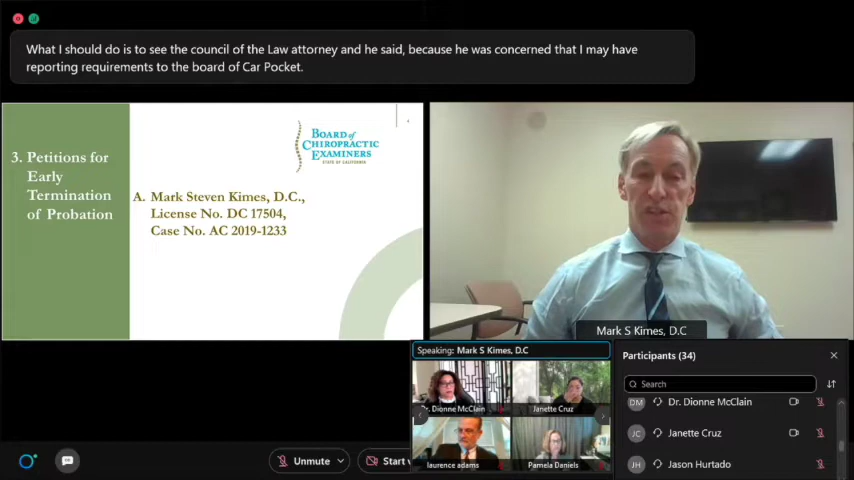 What I should do is to see the council of the Law attorney and he said, because he was concerned that I may have
reporting requirements to the board of Car Pocket.
3. Petitions for
Early
Termination
of Probation
BOARD of
CHIROPRACTIC
EXAMINERS
STATE OF CALIFORNIA
A. Mark Steven Kimes, D.C.,
License No. DC 17504,
Case No. AC 2019-1233
Mark S Kimes, D.C
Speaking: Mark S Kimes, D.C
Dr. Dionne McClain
Janette Cruz
laurence adams
Pamela Daniels
Participants (34)
Search
DM Dr. Dionne McClain
JC Janette Cruz
JH Jason Hurtado
Unmute